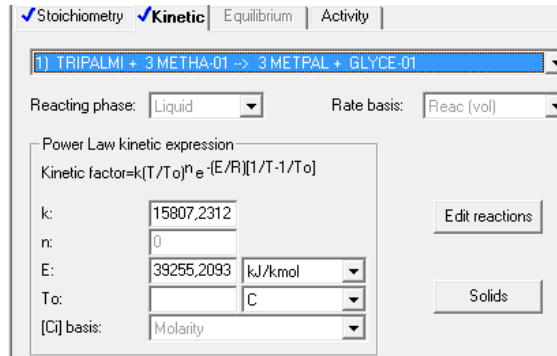 Stoichiometry Kinetic Equilibrium Activity
1) TRIPALMI + 3 METHA-01 --> 3 METPAL + GLYCE-01
Reacting phase: Liquid Rate basis: Reac (vol)
Power Law kinetic expression
Kinetic factor=k(T/To)n e -(E/R)[1/T-1/To]
k: 15807,2312
Edit reactions
n: 0
E: 39255,2093 kJ/kmol
To: C
Solids
[Ci] basis: Molarity